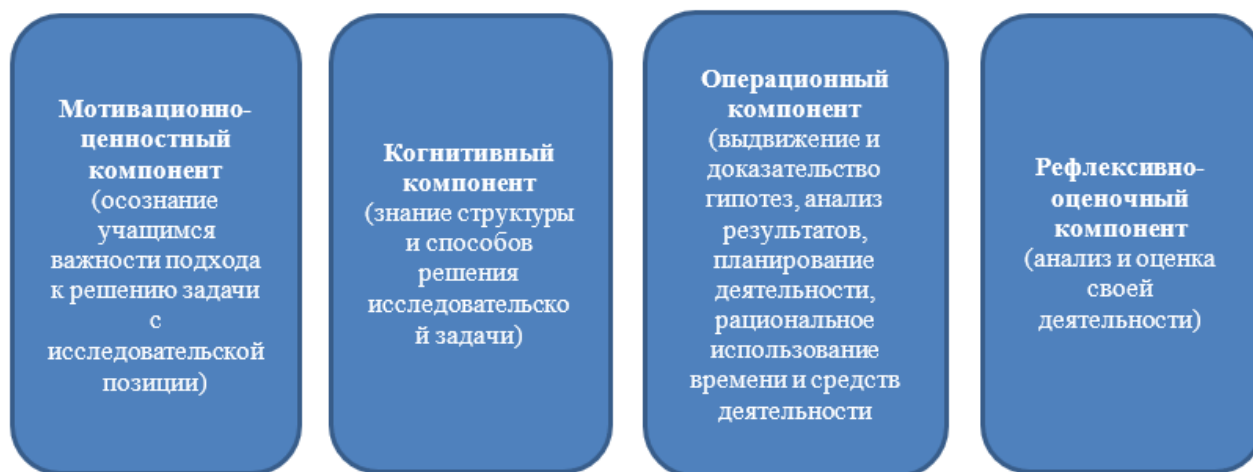 Мотивационно-
ценностный
компонент
(осознание
учащимся
важности подхода
к решению задачи
с
исследовательской
позиции)
Когнитивный
компонент
(знание структуры
и способов
решения
исследовательско
й задачи)
Операционный
компонент
(выдвижение и
доказательство
гипотез, анализ
результатов,
планирование
деятельности,
рациональное
использование
времени и средств
деятельности
Рефлексивно-
оценочный
компонент
(анализ и оценка
своей
деятельности)